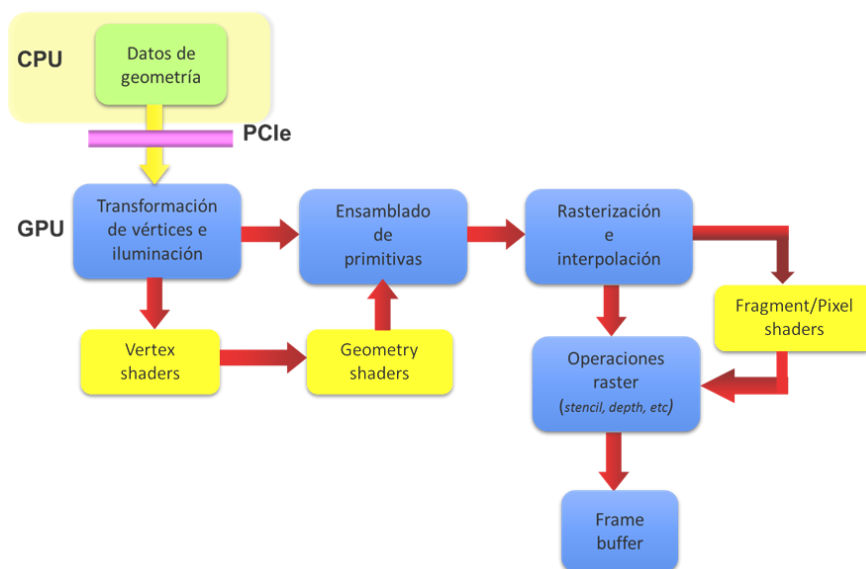 CPU
Datos de
geometría
PCIe
GPU
Transformación
de vértices e
iluminación
Ensamblado
de
primitivas
Rasterización
e
interpolación
Vertex
shaders
Geometry
shaders
Fragment/Pixel
shaders
Operaciones
raster
(stencil, depth, etc)
Frame
buffer